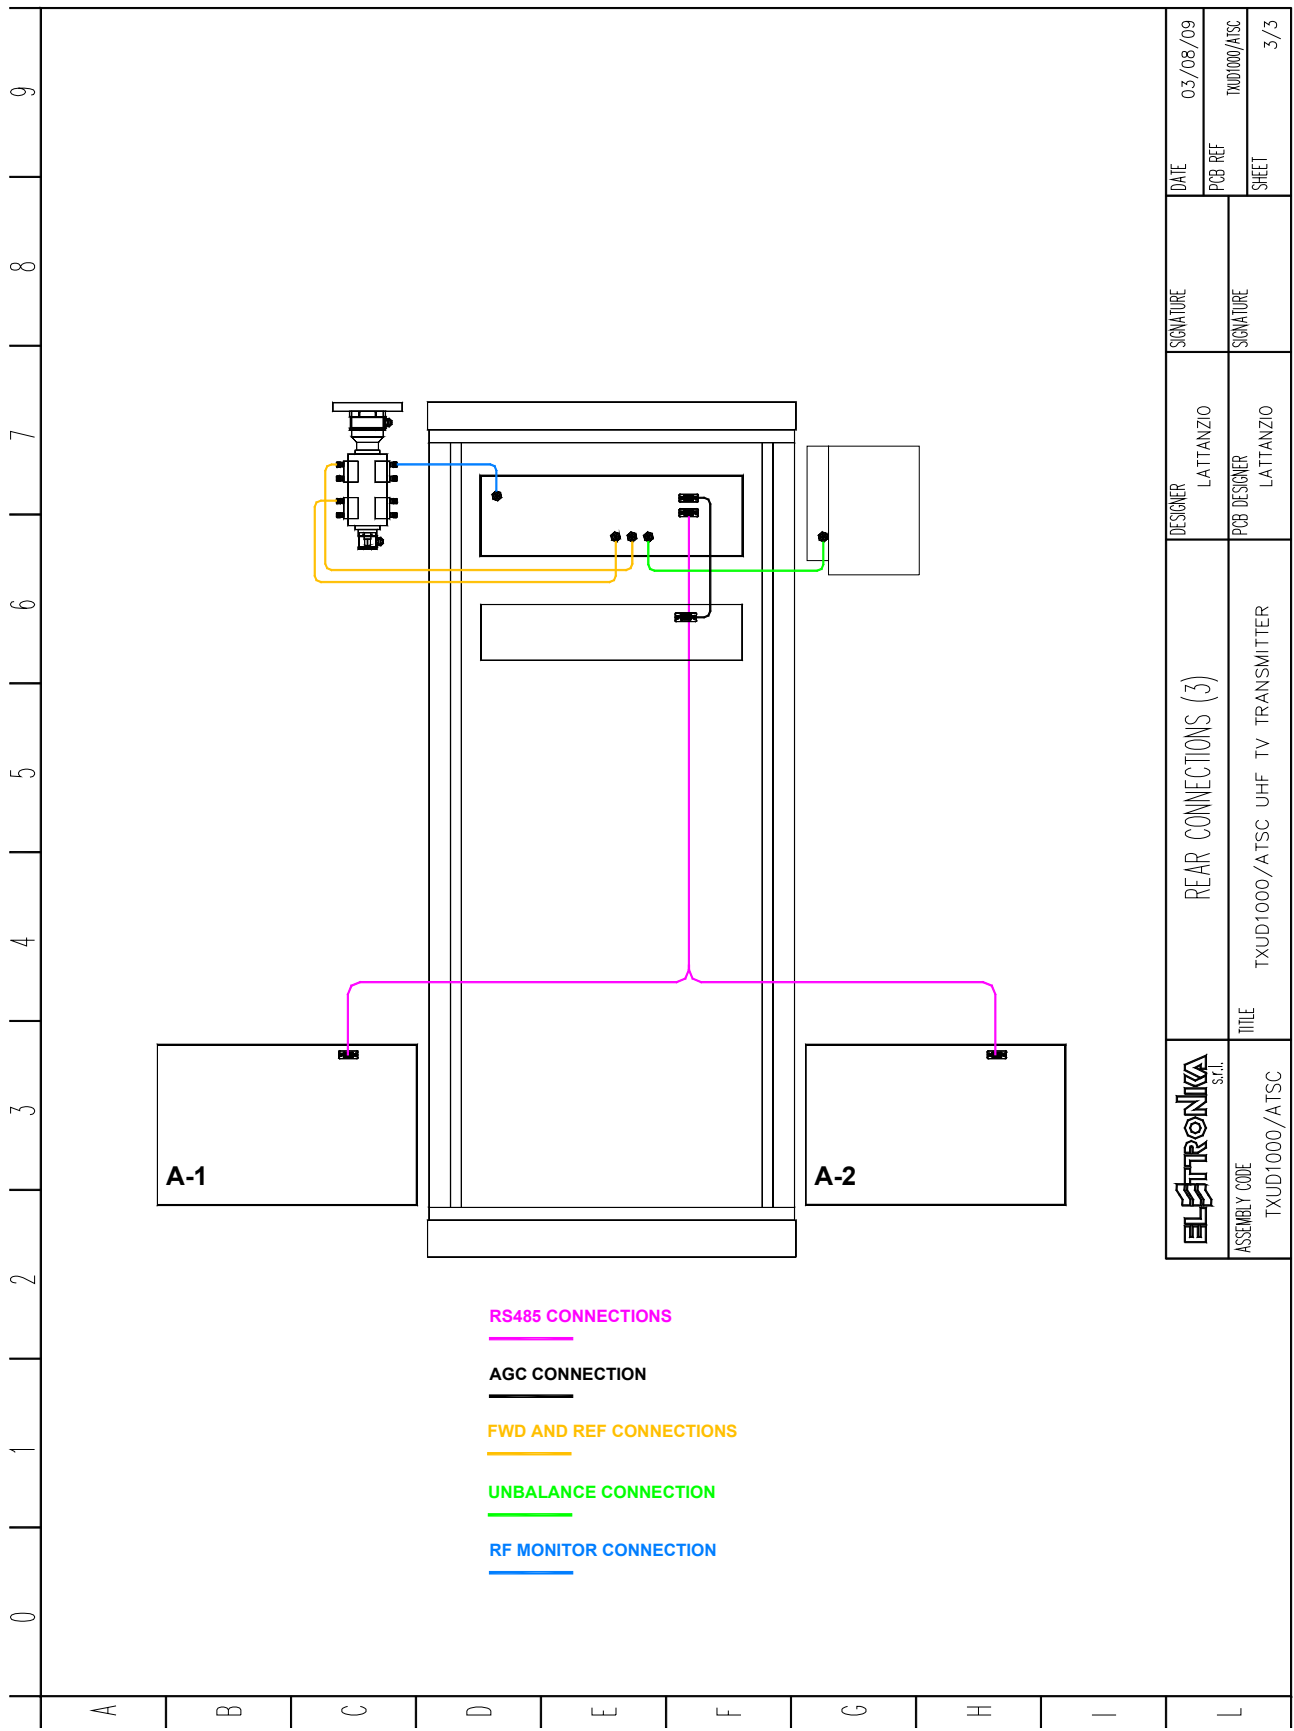 A-1
A-2
RS485 CONNECTIONS
AGC CONNECTION
FWD AND REF CONNECTIONS
UNBALANCE CONNECTION
RF MONITOR CONNECTION
9
8
7
6
5
4
3
2
1
0
A
B
C
D
E
F
G
H
I
L
ELETTRONIKA
s.r.l.
ASSEMBLY CODE
TXUD1000/ATSC
REAR CONNECTIONS (3)
TITLE
TXUD1000/ATSC UHF TV TRANSMITTER
DESIGNER
LATTANZIO
PCB DESIGNER
LATTANZIO
SIGNATURE
SIGNATURE
DATE
03/08/09
PCB REF
TXUD1000/ATSC
SHEET
3/3